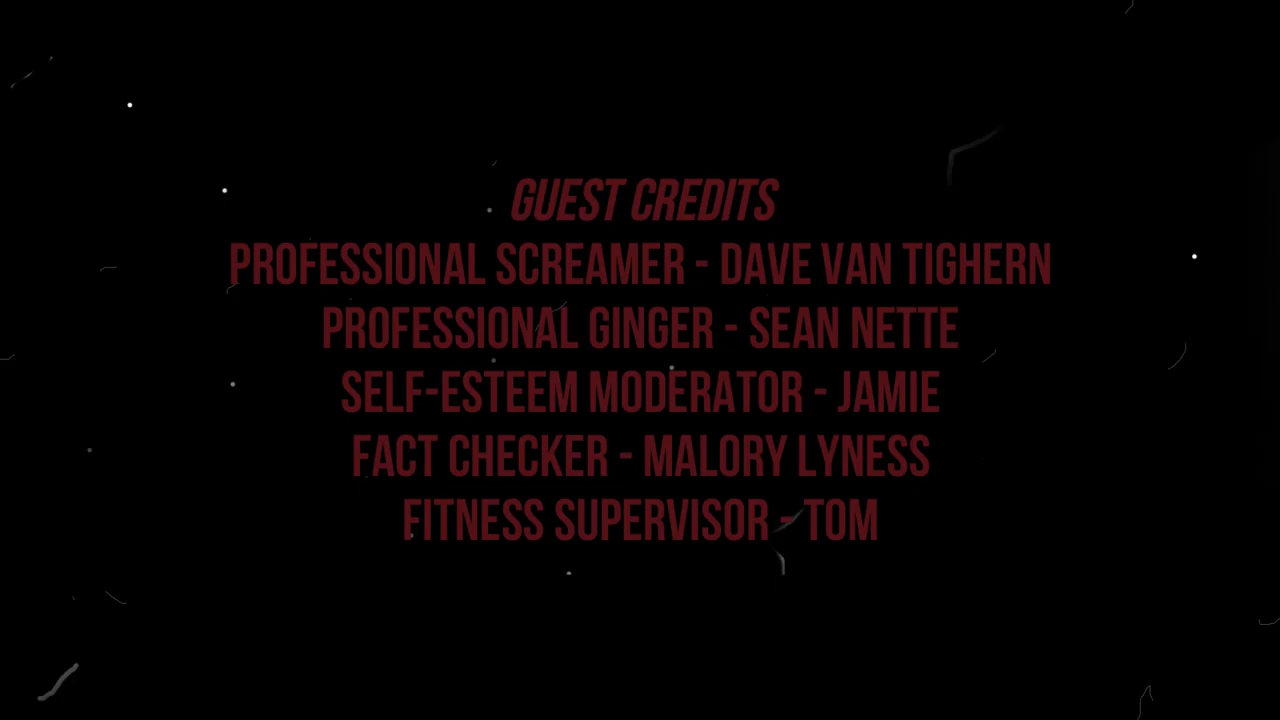 GUEST CREDITS
PROFESSIONAL SCREAMER - DAVE VAN TIGHERN
PROFESSIONAL GINGER - SEAN NETTE
SELF-ESTEEM MODERATOR - JAMIE
FACT CHECKER - MALORY LYNESS
FITNESS SUPERVISOR - TOM